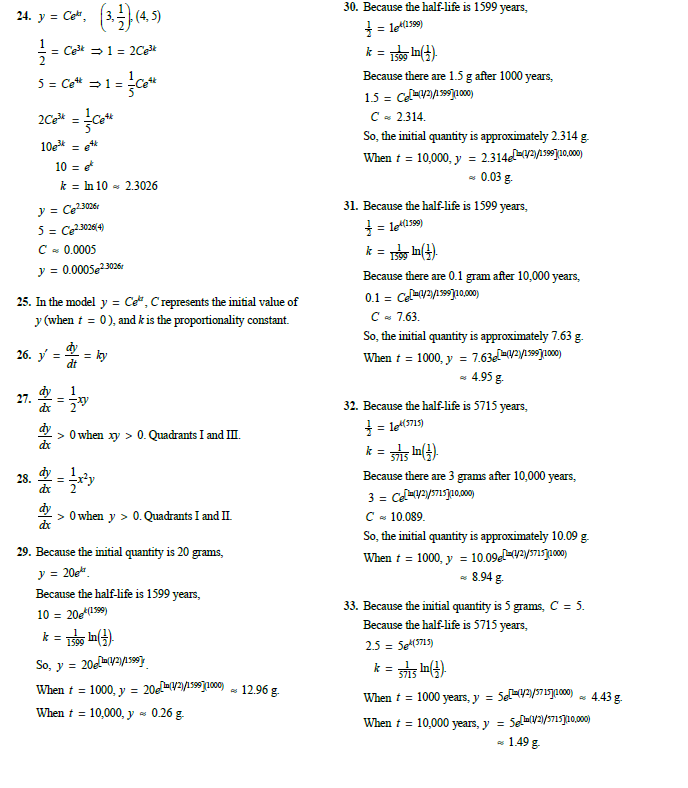 24. y = Ce^{kt}, (3, 1/2), (4, 5)
1/2 = Ce^{3k} ⇒ 1 = 2Ce^{3k}
5 = Ce^{4k} ⇒ 1 = 1/5 Ce^{4k}
2Ce^{3k} = 1/5 Ce^{4k}
10e^{3k} = e^{4k}
10 = e^{k}
k = ln 10 ≈ 2.3026
y = Ce^{2.3026t}
5 = Ce^{2.3026(4)}
C ≈ 0.0005
y = 0.0005e^{2.3026t}
25. In the model y = Ce^{kt}, C represents the initial value of
y (when t = 0), and k is the proportionality constant.
26. y′ = dy/dt = ky
27. dy/dx = 1/2 xy
dy/dx > 0 when xy > 0. Quadrants I and III.
28. dy/dx = 1/2 x²y
dy/dx > 0 when y > 0. Quadrants I and II.
29. Because the initial quantity is 20 grams,
y = 20e^{kt}.
Because the half-life is 1599 years,
10 = 20e^{k(1599)}
k = 1/1599 ln(1/2).
So, y = 20e^{[ln(1/2)/1599]t}.
When t = 1000, y = 20e^{[ln(1/2)/1599](1000)} ≈ 12.96 g.
When t = 10,000, y ≈ 0.26 g.
30. Because the half-life is 1599 years,
1/2 = 1e^{k(1599)}
k = 1/1599 ln(1/2).
Because there are 1.5 g after 1000 years,
1.5 = Ce^{[ln(1/2)/1599](1000)}
C ≈ 2.314.
So, the initial quantity is approximately 2.314 g.
When t = 10,000, y = 2.314e^{[ln(1/2)/1599](10,000)}
≈ 0.03 g.
31. Because the half-life is 1599 years,
1/2 = 1e^{k(1599)}
k = 1/1599 ln(1/2).
Because there are 0.1 gram after 10,000 years,
0.1 = Ce^{[ln(1/2)/1599](10,000)}
C ≈ 7.63.
So, the initial quantity is approximately 7.63 g.
When t = 1000, y = 7.63e^{[ln(1/2)/1599](1000)}
≈ 4.95 g.
32. Because the half-life is 5715 years,
1/2 = 1e^{k(5715)}
k = 1/5715 ln(1/2).
Because there are 3 grams after 10,000 years,
3 = Ce^{[ln(1/2)/5715](10,000)}
C ≈ 10.089.
So, the initial quantity is approximately 10.09 g.
When t = 1000, y = 10.09e^{[ln(1/2)/5715](1000)}
≈ 8.94 g.
33. Because the initial quantity is 5 grams, C = 5.
Because the half-life is 5715 years,
2.5 = 5e^{k(5715)}
k = 1/5715 ln(1/2).
When t = 1000 years, y = 5e^{[ln(1/2)/5715](1000)} ≈ 4.43 g.
When t = 10,000 years, y = 5e^{[ln(1/2)/5715](10,000)}
≈ 1.49 g.